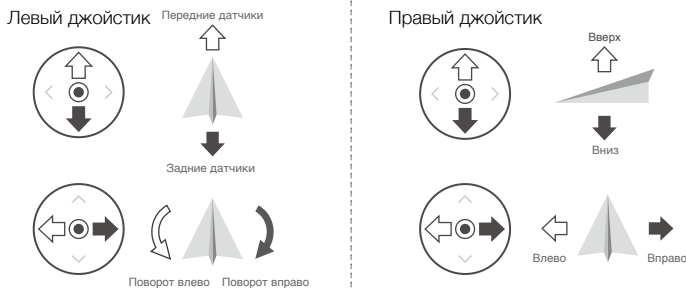 Левый джойстик
Передние датчики
Задние датчики
Поворот влево Поворот вправо
Правый джойстик
Вверх
Вниз
Влево
Вправо